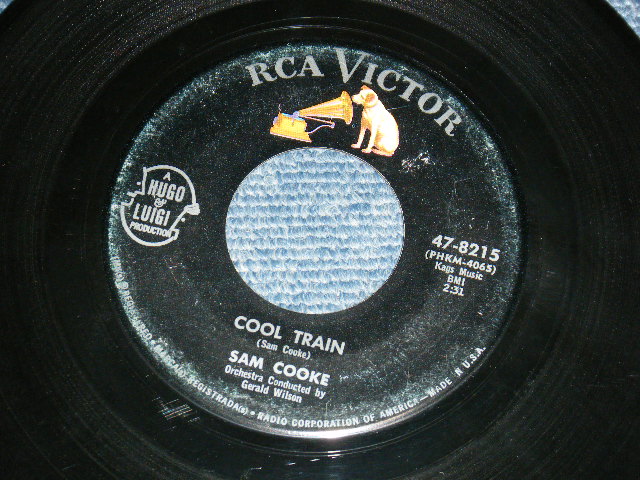 RCA VICTOR
A
HUGO
&
LUIGI
PRODUCTION
47-8215
(PHKM-4065)
Kags Music
BMI
2:31
COOL TRAIN
(Sam Cooke)
SAM COOKE
Orchestra Conducted by
Gerald Wilson
REGISTRADA(S) • RADIO CORPORATION OF AMERICA — MADE IN U.S.A.